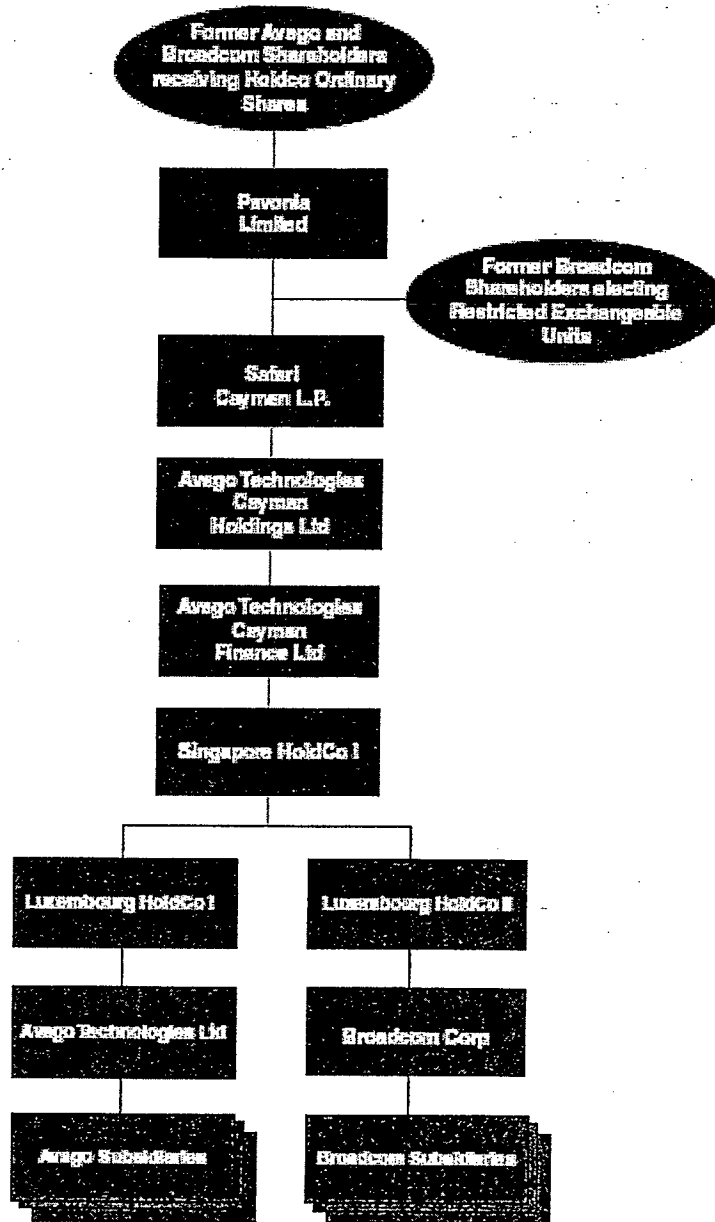 Former Avago and
Broadcom Shareholders
receiving Holdco Ordinary
Shares
Pavonia
Limited
Former Broadcom
Shareholders electing
Restricted Exchangeable
Units
Safari
Cayman L.P.
Avago Technologies
Cayman
Holdings Ltd
Avago Technologies
Cayman
Finance Ltd
Singapore HoldCo I
Luxembourg HoldCo I
Luxembourg HoldCo II
Avago Technologies Ltd
Broadcom Corp
Avago Subsidiaries
Broadcom Subsidiaries